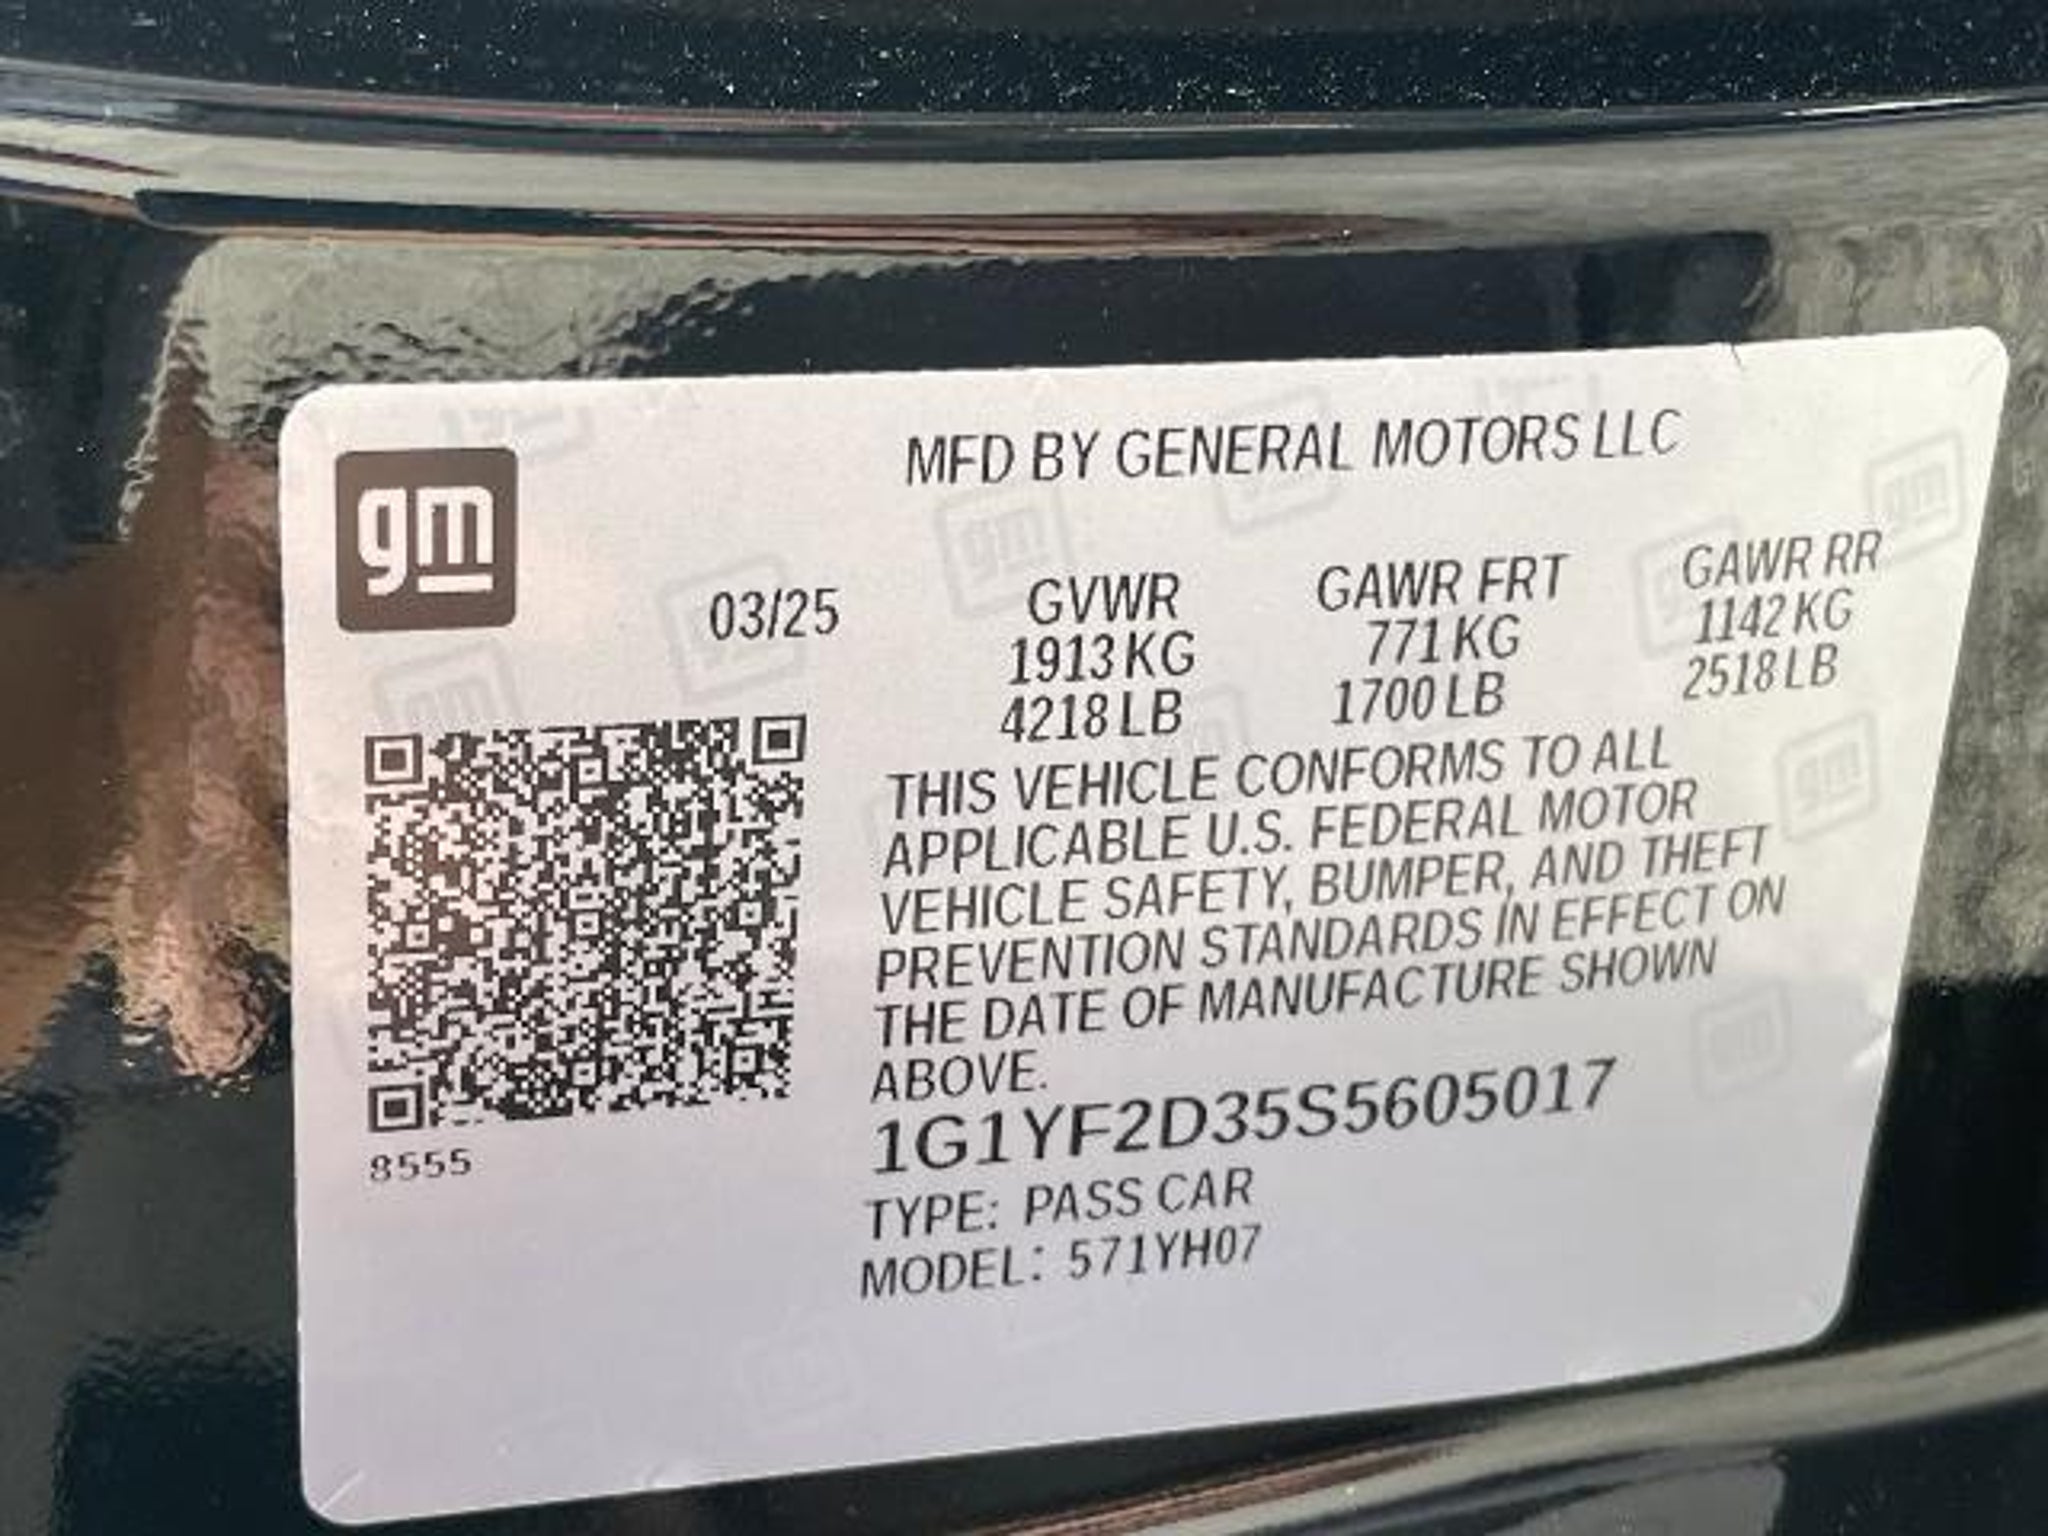 gm
MFD BY GENERAL MOTORS LLC
03/25
GVWR GAWR FRT GAWR RR
1913 KG 771 KG 1142 KG
4218 LB 1700 LB 2518 LB
THIS VEHICLE CONFORMS TO ALL
APPLICABLE U.S. FEDERAL MOTOR
VEHICLE SAFETY, BUMPER, AND THEFT
PREVENTION STANDARDS IN EFFECT ON
THE DATE OF MANUFACTURE SHOWN
ABOVE.
1G1YF2D35S5605017
TYPE: PASS CAR
MODEL: 571YH07
8555